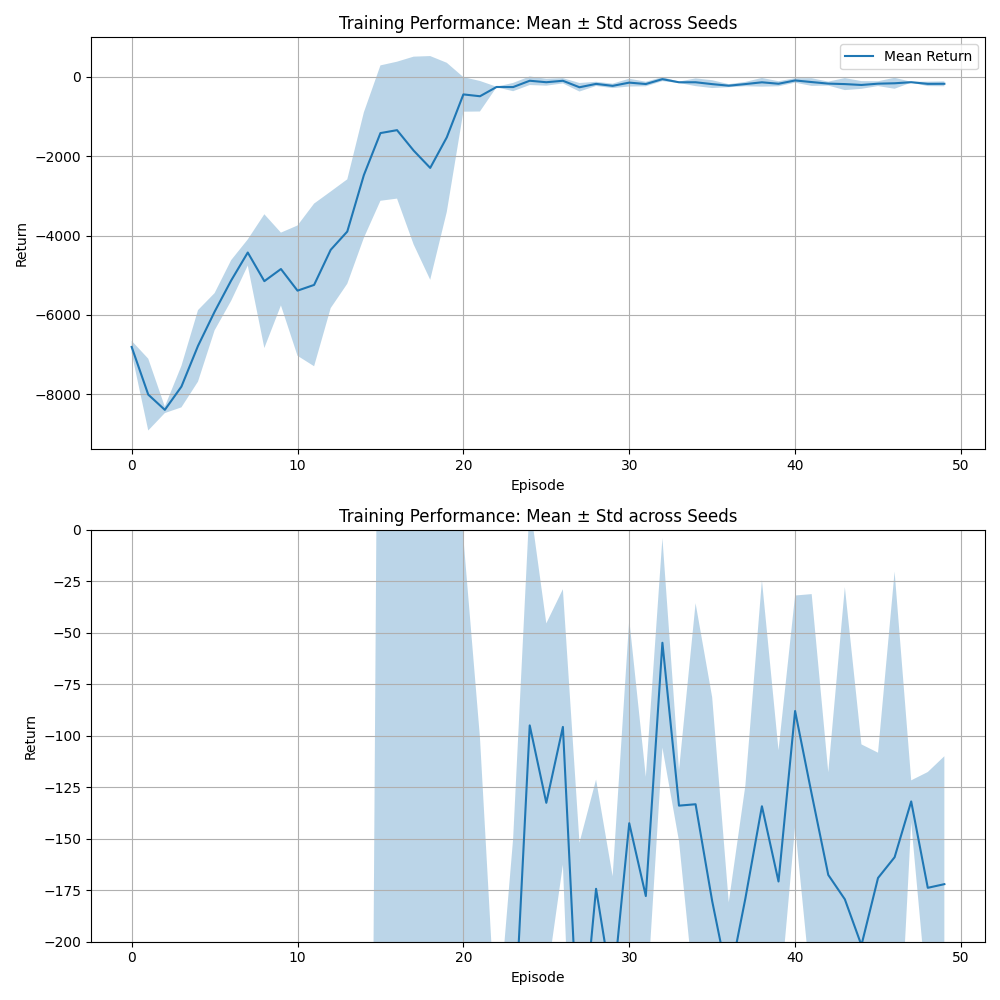 Training Performance: Mean ± Std across Seeds
Mean Return
0
−2000
−4000
−6000
−8000
Return
0 10 20 30 40 50
Episode
Training Performance: Mean ± Std across Seeds
0
−25
−50
−75
−100
−125
−150
−175
−200
Return
0 10 20 30 40 50
Episode